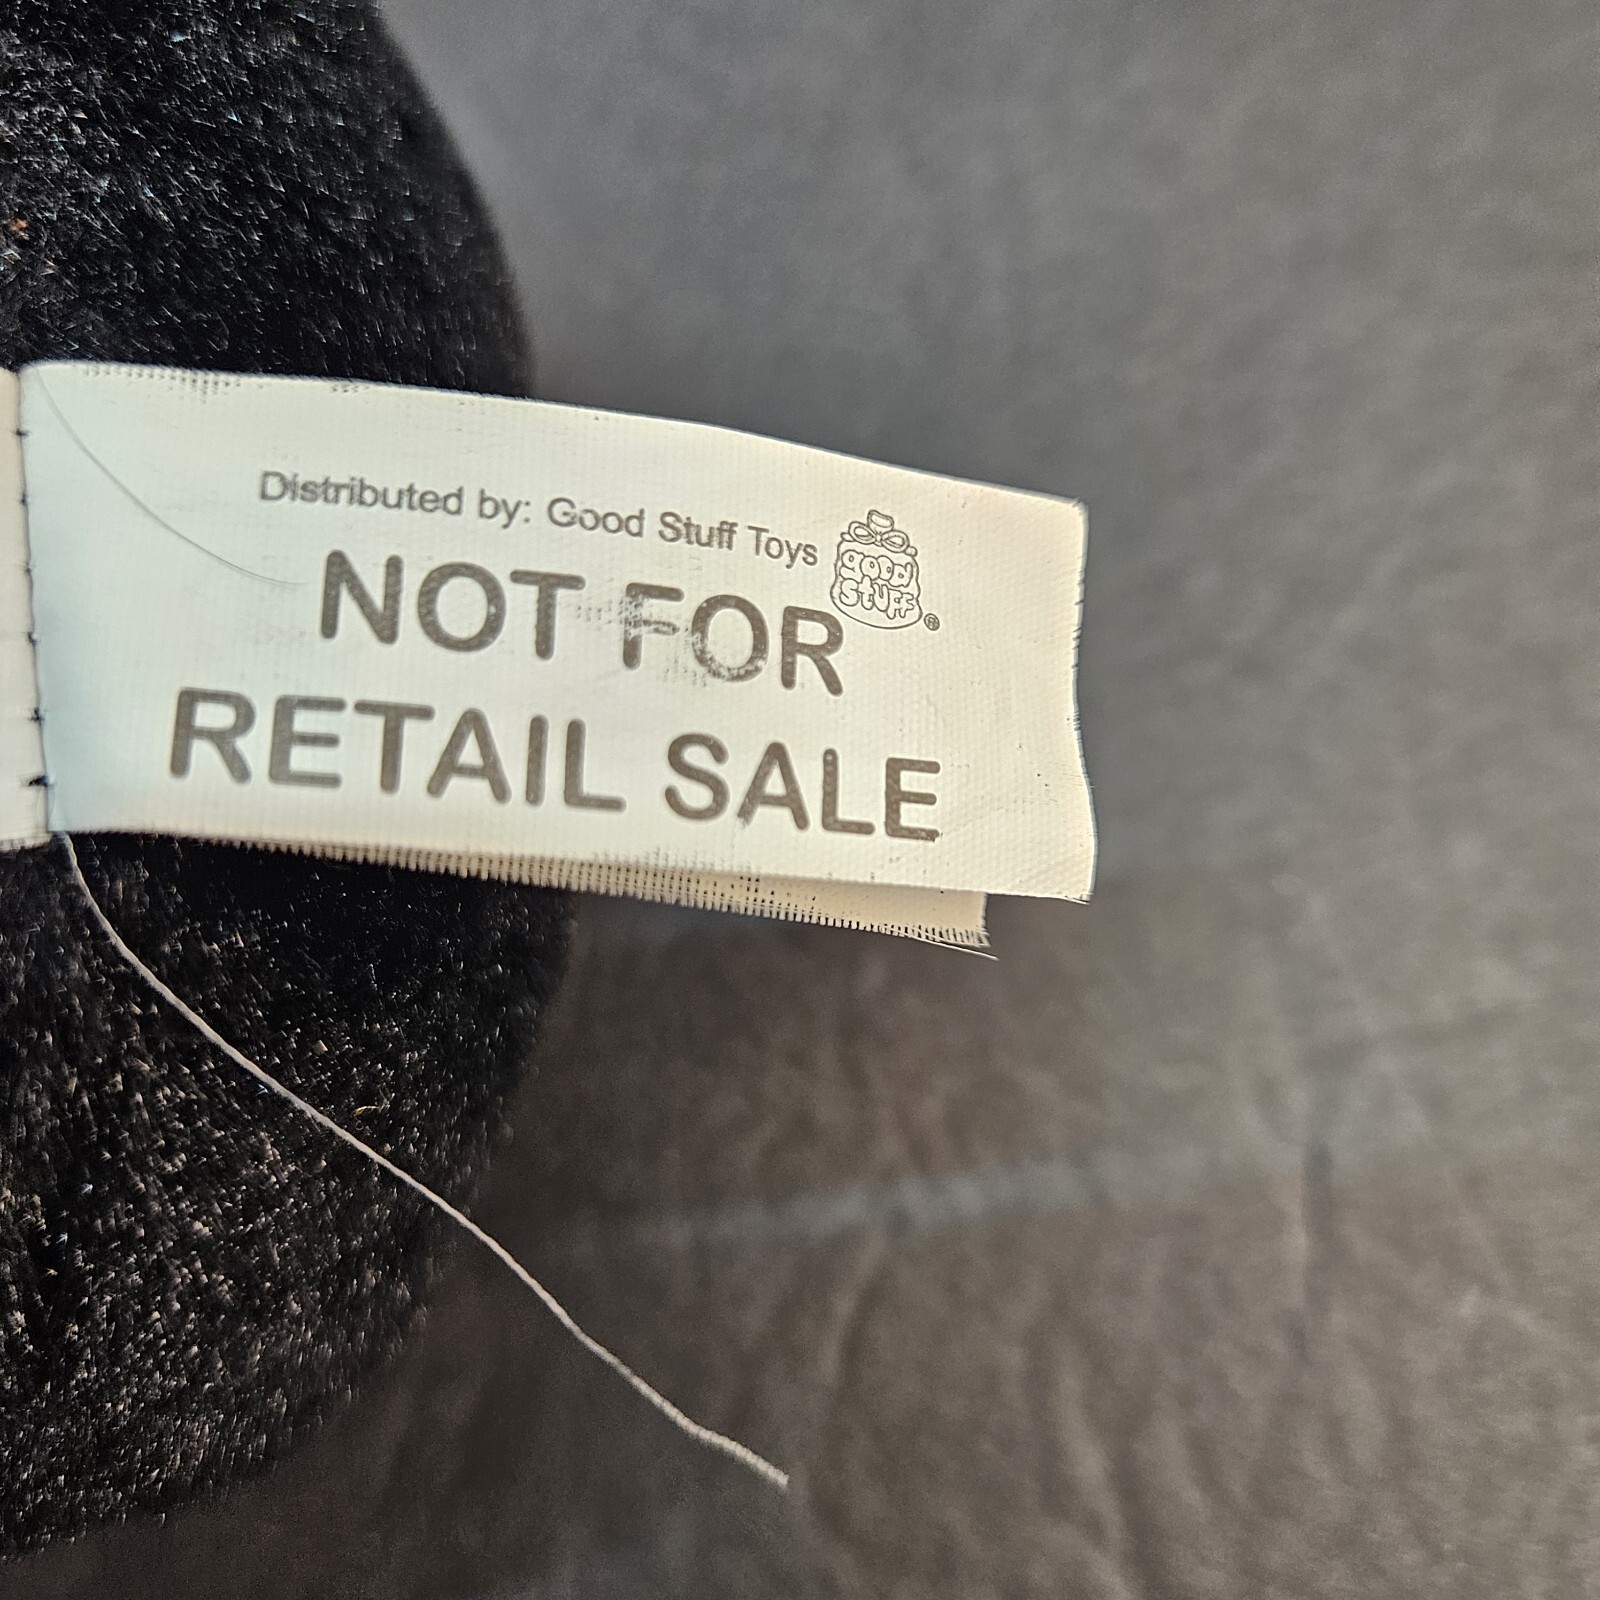 Distributed by: Good Stuff Toys
good
stuff®
NOT FOR
RETAIL SALE